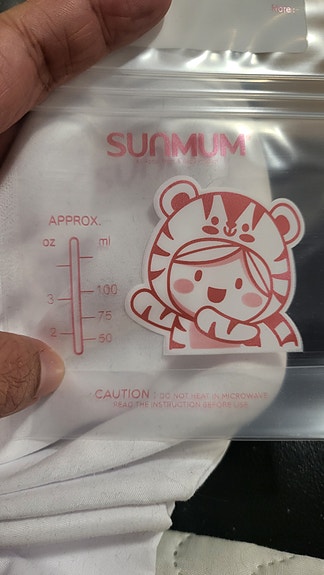 SUNMUM
APPROX.
oz ml
100
3
75
2
50
CAUTION : DO NOT HEAT IN MICROWAVE
READ THE INSTRUCTION BEFORE USE